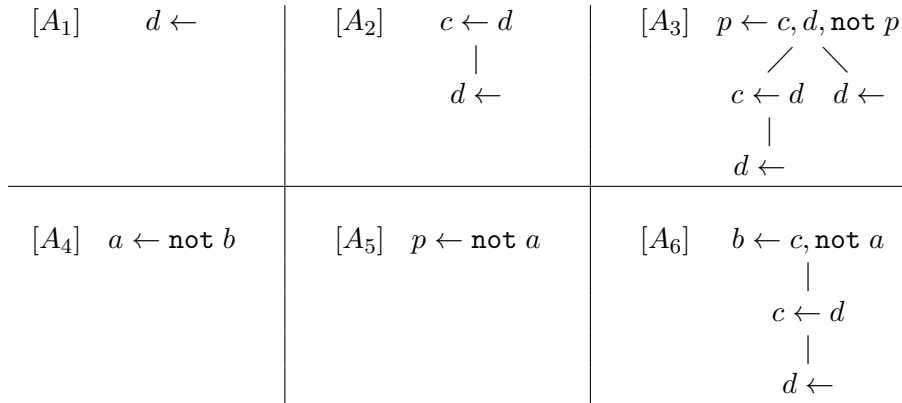 [A₁] d ← [A₂] c ← d [A₃] p ← c, d, not p
d ← c ← d d ←
d ←
[A₄] a ← not b [A₅] p ← not a [A₆] b ← c, not a
c ← d
d ←